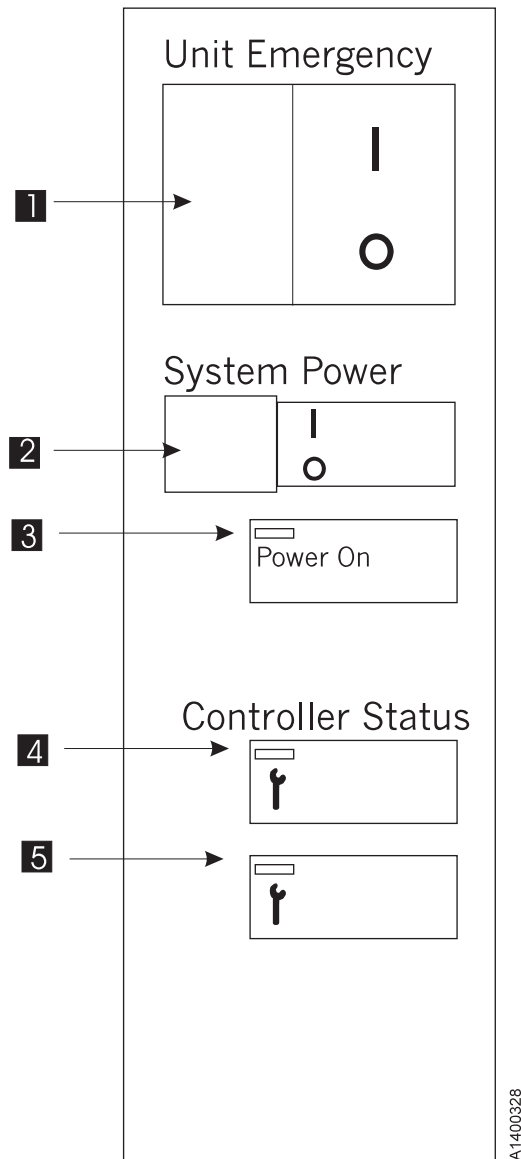 Unit Emergency
1
I
O
System Power
2
I
O
3
Power On
Controller Status
4
5
A1400328